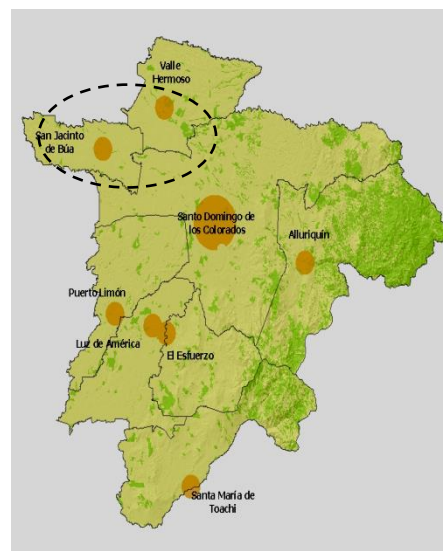 Valle
Hermoso
San Jacinto
de Búa
Santo Domingo de
los Colorados
Alluriquín
Puerto Limón
Luz de América
El Esfuerzo
Santa María de
Toachi